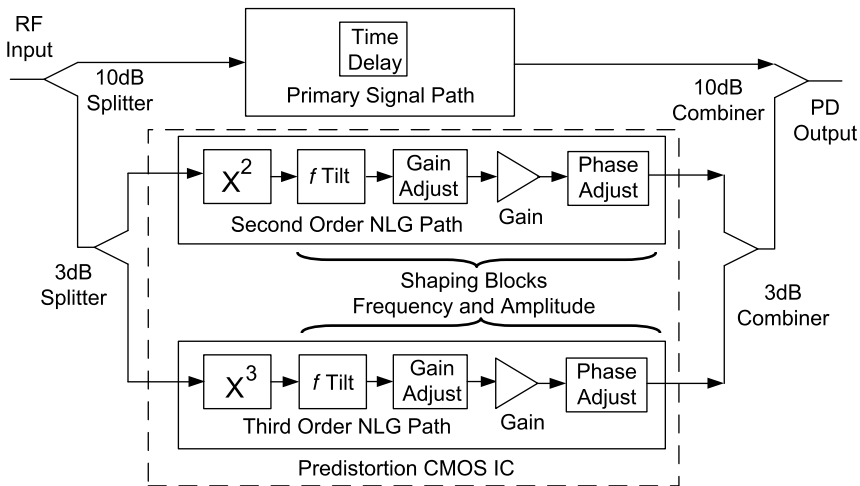 RF
Input
Time
Delay
Primary Signal Path
10dB
Splitter
10dB
Combiner
PD
Output
X²
f Tilt
Gain
Adjust
Gain
Phase
Adjust
Second Order NLG Path
3dB
Splitter
Shaping Blocks
Frequency and Amplitude
3dB
Combiner
X³
f Tilt
Gain
Adjust
Gain
Phase
Adjust
Third Order NLG Path
Predistortion CMOS IC